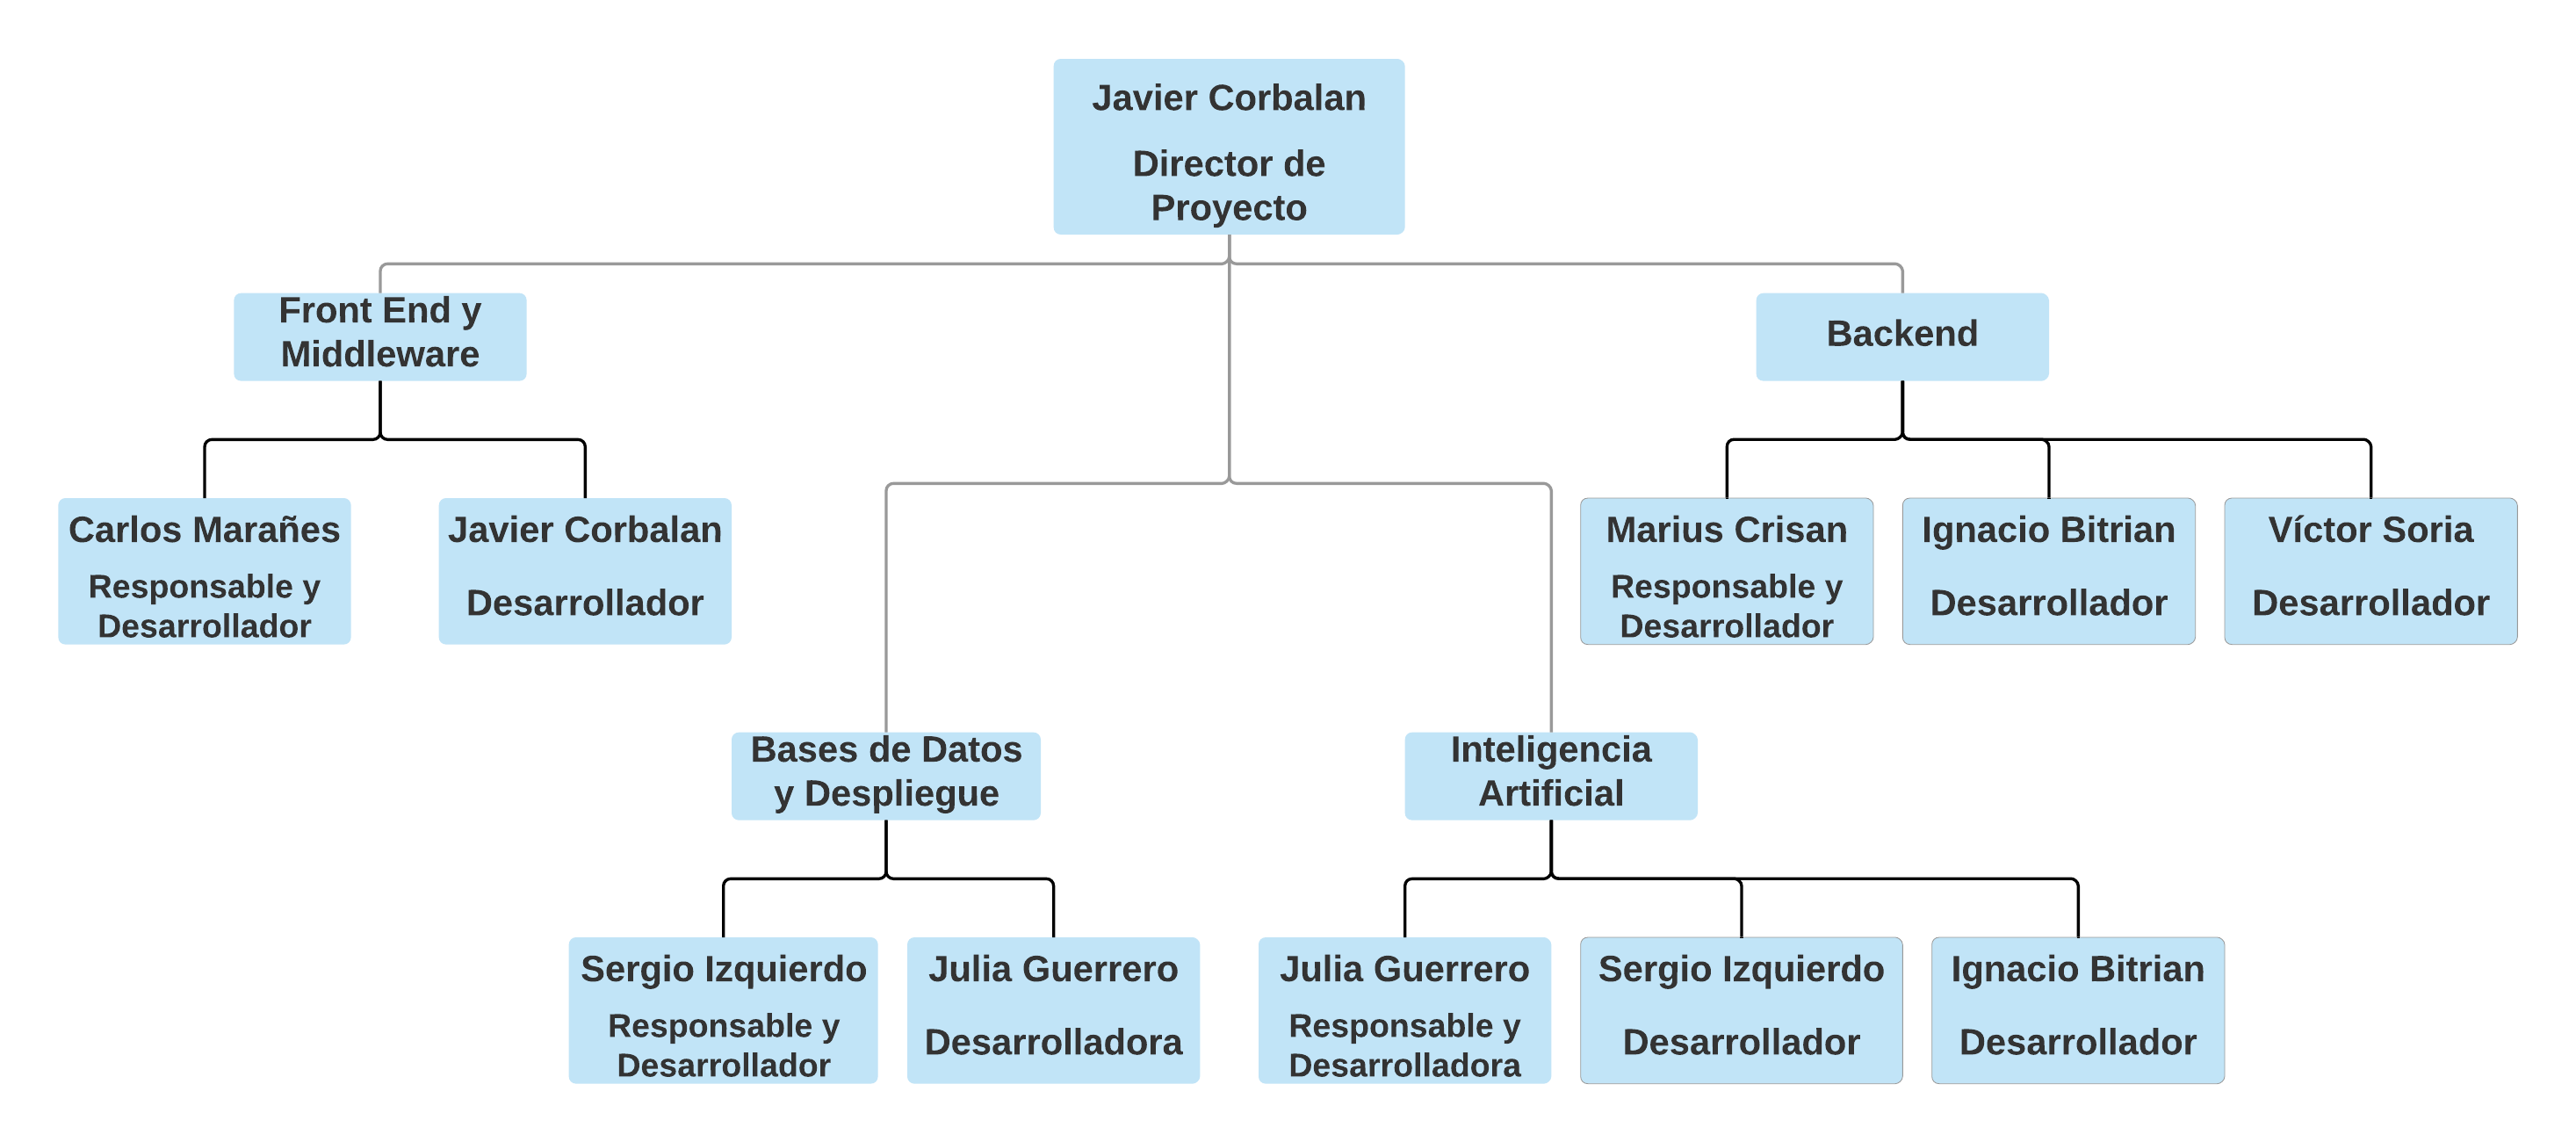 Javier Corbalan
Director de
Proyecto
Front End y
Middleware
Backend
Carlos Marañes
Responsable y
Desarrollador
Javier Corbalan
Desarrollador
Marius Crisan
Responsable y
Desarrollador
Ignacio Bitrian
Desarrollador
Víctor Soria
Desarrollador
Bases de Datos
y Despliegue
Inteligencia
Artificial
Sergio Izquierdo
Responsable y
Desarrollador
Julia Guerrero
Desarrolladora
Julia Guerrero
Responsable y
Desarrolladora
Sergio Izquierdo
Desarrollador
Ignacio Bitrian
Desarrollador